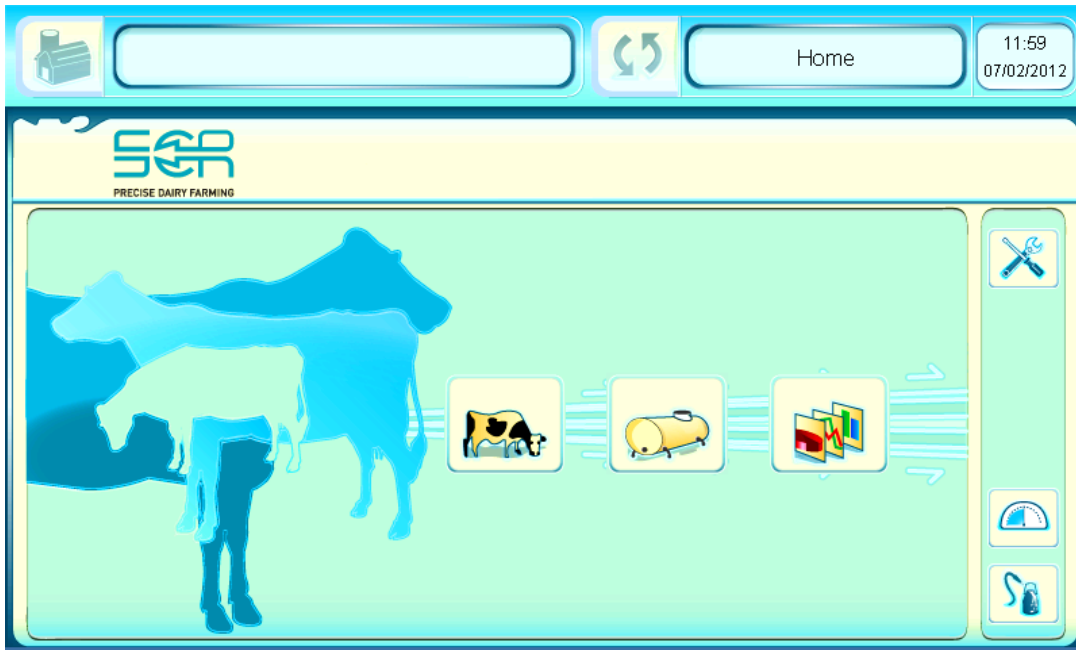 Home
11:59
07/02/2012
SCR
PRECISE DAIRY FARMING